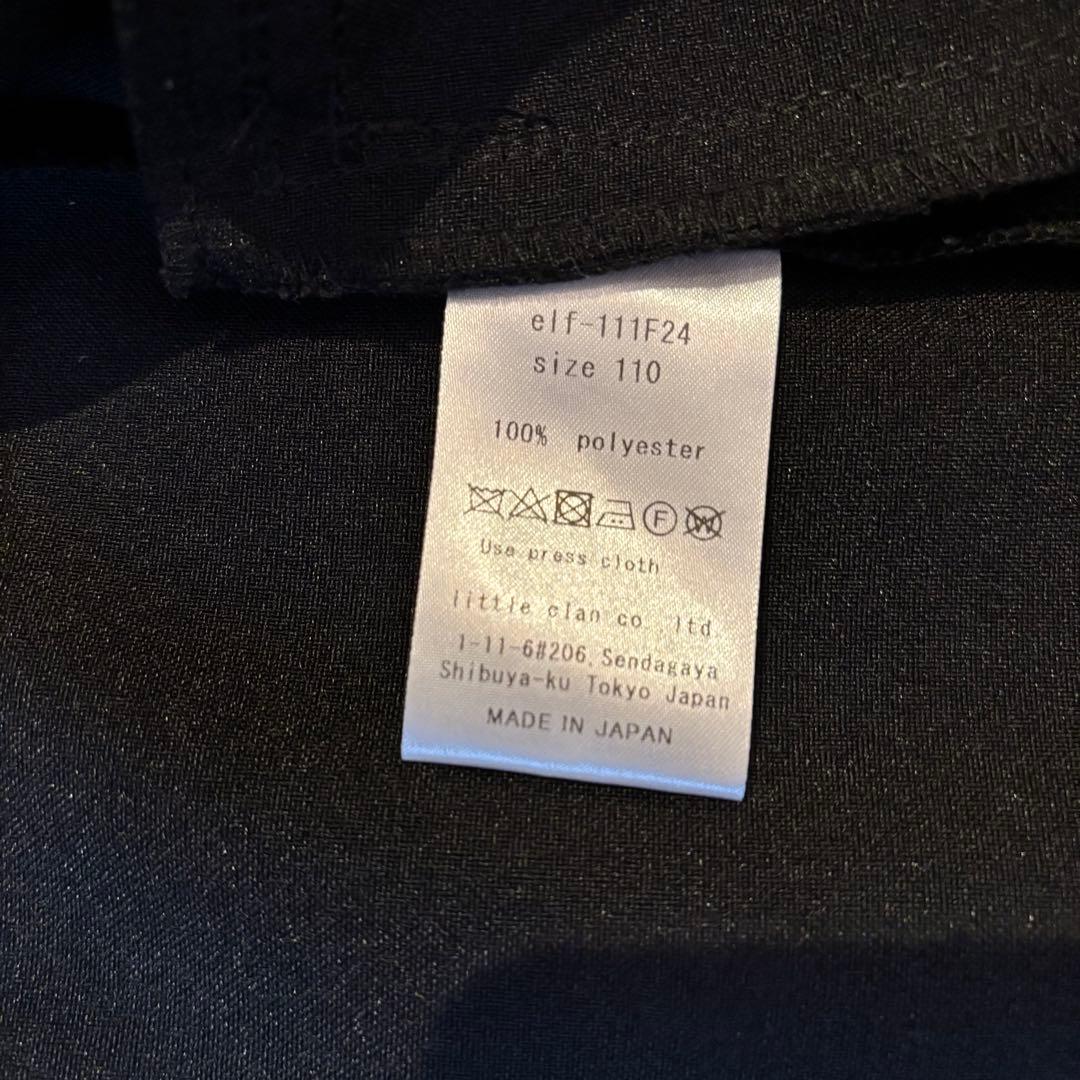 elf-111F24
size 110
100% polyester
F W
Use press cloth
little clan co.,ltd.
1-11-6#206,Sendagaya
Shibuya-ku Tokyo Japan
MADE IN JAPAN